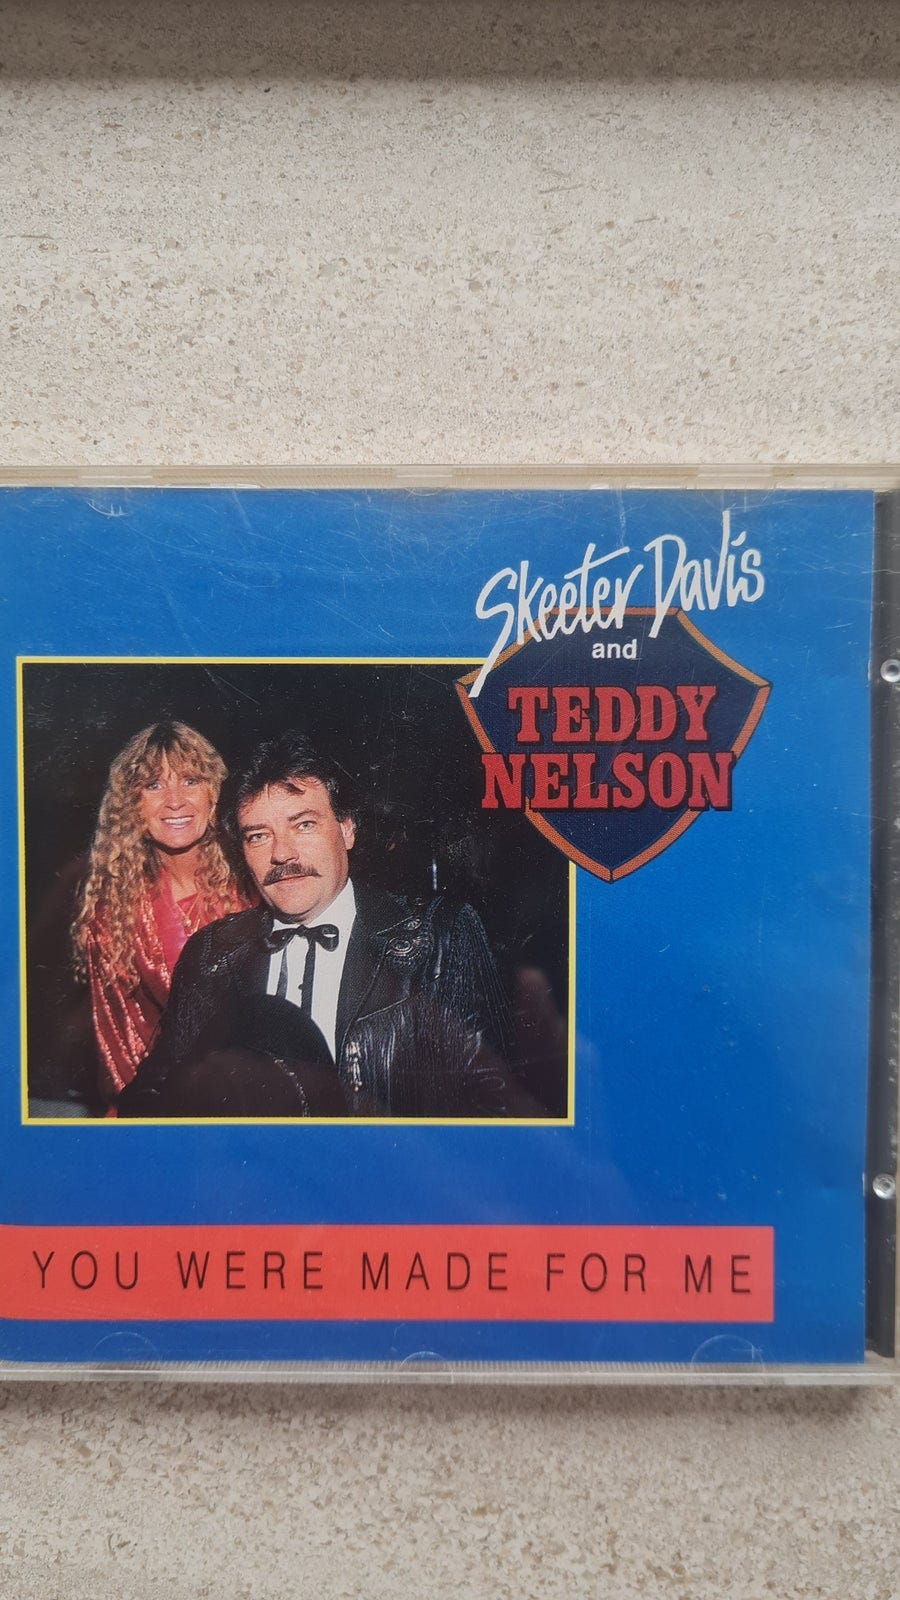 Skeeter Davis
and
TEDDY
NELSON
YOU WERE MADE FOR ME